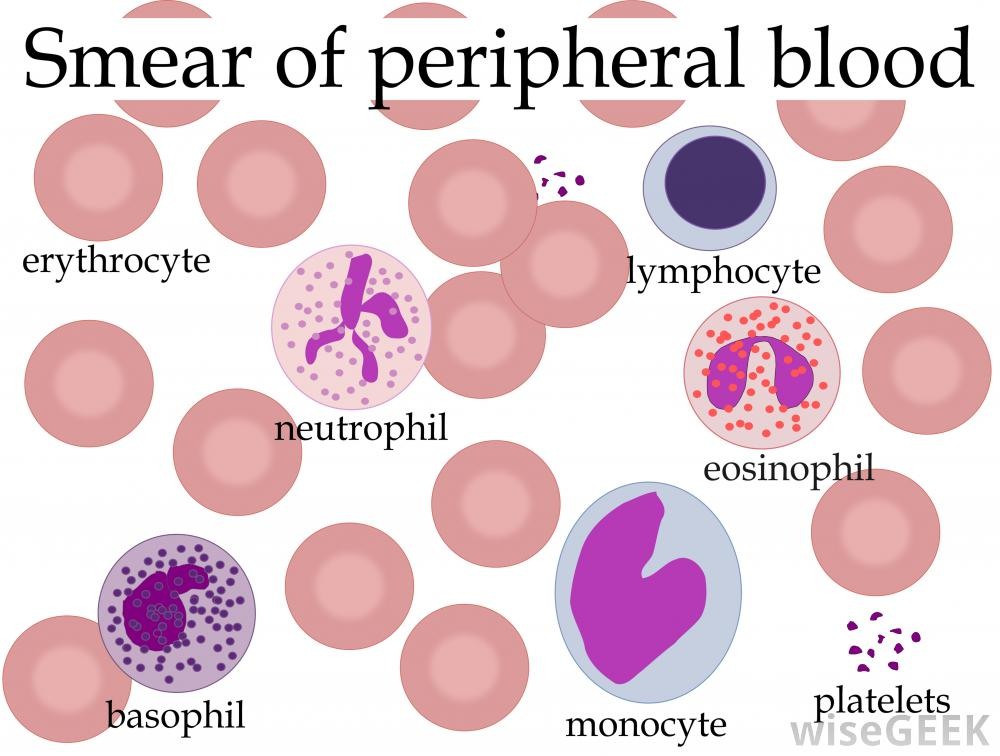 Smear of peripheral blood
erythrocyte
lymphocyte
neutrophil
eosinophil
basophil
monocyte
platelets
wiseGEEK